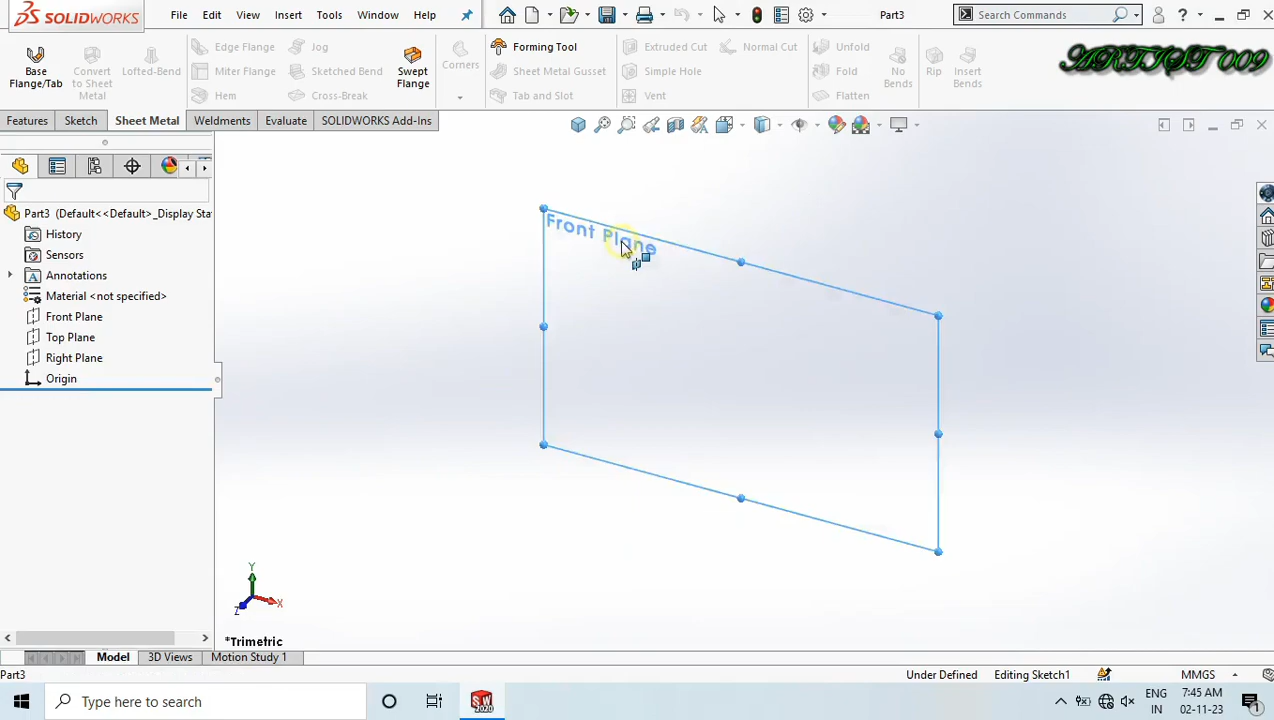 SOLIDWORKS File Edit View Insert Tools Window Help Part3 Search Commands ?
ARTIST 009
Base Flange/Tab
Convert to Sheet Metal
Lofted-Bend
Edge Flange
Miter Flange
Hem
Jog
Sketched Bend
Cross-Break
Swept Flange
Corners
Forming Tool
Sheet Metal Gusset
Tab and Slot
Extruded Cut
Simple Hole
Vent
Normal Cut
Unfold
Fold
Flatten
No Bends
Rip
Insert Bends
Features Sketch Sheet Metal Weldments Evaluate SOLIDWORKS Add-Ins
Part3 (Default<<Default>_Display Sta
History
Sensors
Annotations
Material <not specified>
Front Plane
Top Plane
Right Plane
Origin
Front Plane
Y
X
Z
*Trimetric
Model 3D Views Motion Study 1
Part3 Under Defined Editing Sketch1 MMGS
Type here to search
SW
2020
ENG
IN
7:45 AM
02-11-23
1